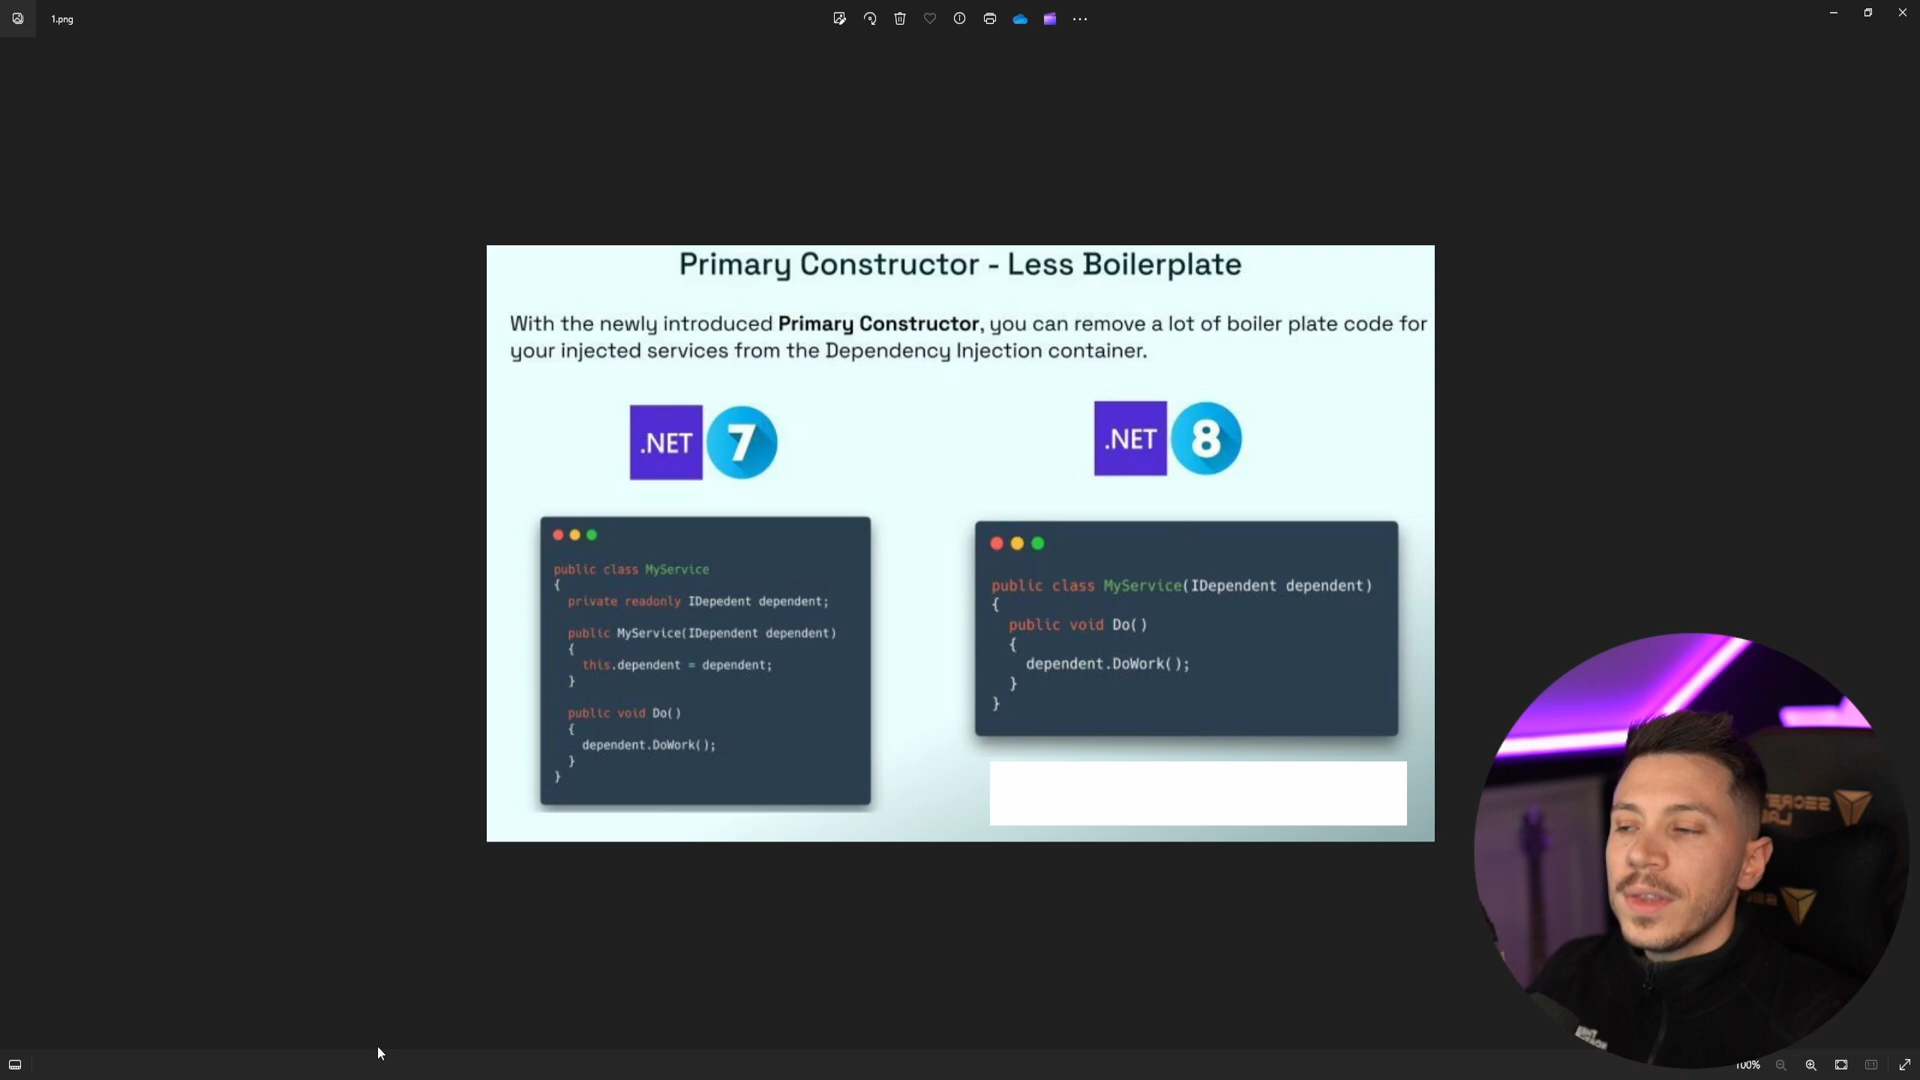 1.png
Primary Constructor - Less Boilerplate
With the newly introduced Primary Constructor, you can remove a lot of boiler plate code for
your injected services from the Dependency Injection container.
.NET 7
.NET 8
public class MyService
{
private readonly IDepedent dependent;
public MyService(IDependent dependent)
{
this.dependent = dependent;
}
public void Do()
{
dependent.DoWork();
}
}
public class MyService(IDependent dependent)
{
public void Do()
{
dependent.DoWork();
}
}
100%